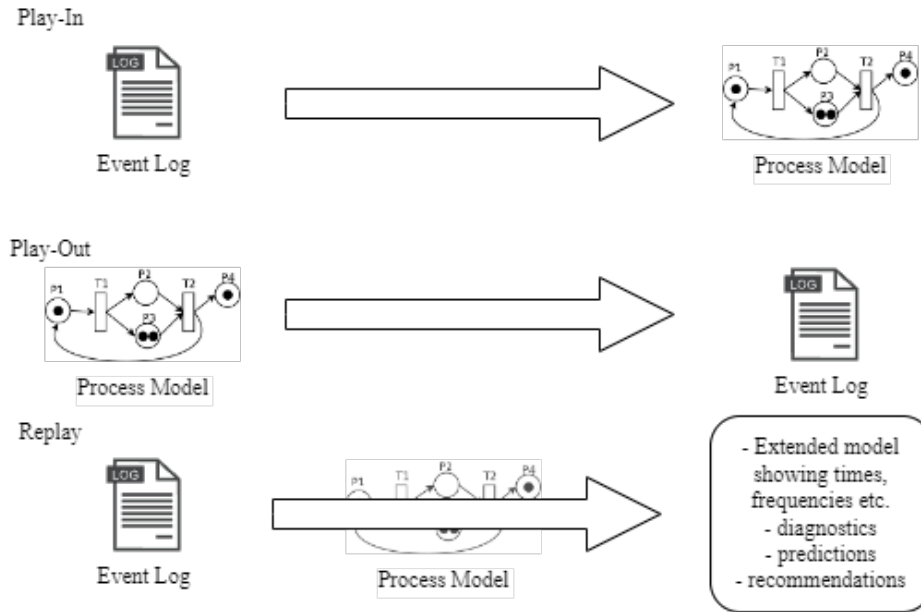 Play-In
LOG
Event Log
P1
T1
P2
P3
T2
P4
Process Model
Play-Out
P1
T1
P2
P3
T2
P4
Process Model
LOG
Event Log
Replay
LOG
Event Log
P1
T1
P2
T2
P4
Process Model
- Extended model
showing times,
frequencies etc.
- diagnostics
- predictions
- recommendations